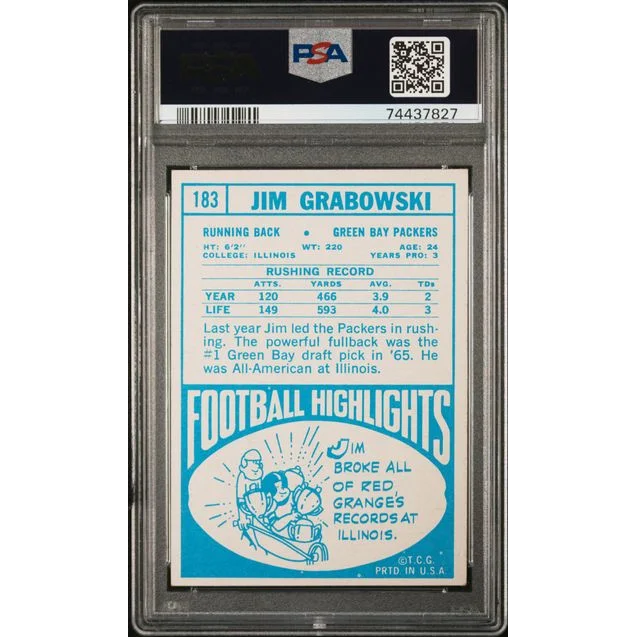 PSA
74437827
183 JIM GRABOWSKI
RUNNING BACK • GREEN BAY PACKERS
HT: 6'2" WT: 220 AGE: 24
COLLEGE: ILLINOIS YEARS PRO: 3
RUSHING RECORD
ATTS. YARDS AVG. TDs
YEAR 120 466 3.9 2
LIFE 149 593 4.0 3
Last year Jim led the Packers in rush-
ing. The powerful fullback was the
#1 Green Bay draft pick in '65. He
was All-American at Illinois.
FOOTBALL HIGHLIGHTS
JIM
BROKE ALL
OF RED
GRANGE'S
RECORDS AT
ILLINOIS.
©T.C.G.
PRTD. IN U.S.A.